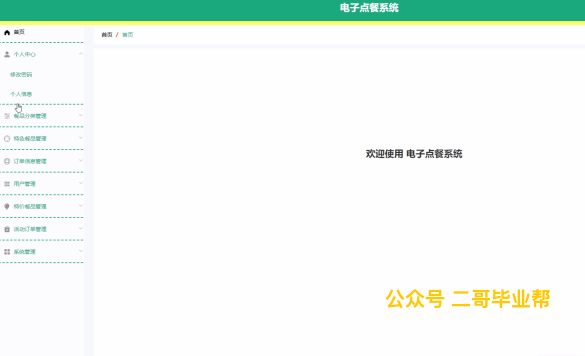 电子点餐系统
首页
首页 / 首页
个人中心
修改密码
个人信息
餐品分类管理
特色餐品管理
订单信息管理
用户管理
特价餐品管理
活动订单管理
系统管理
欢迎使用 电子点餐系统
公众号 二哥毕业帮